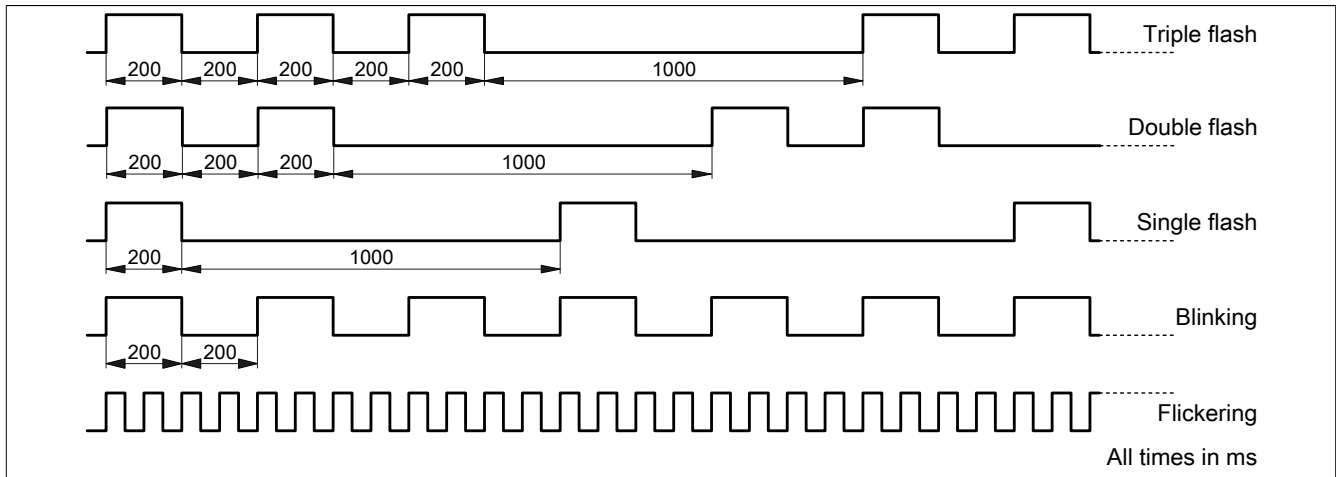 Triple flash
200 200 200 200 200 1000
Double flash
200 200 200 1000
Single flash
200 1000
Blinking
200 200
Flickering
All times in ms